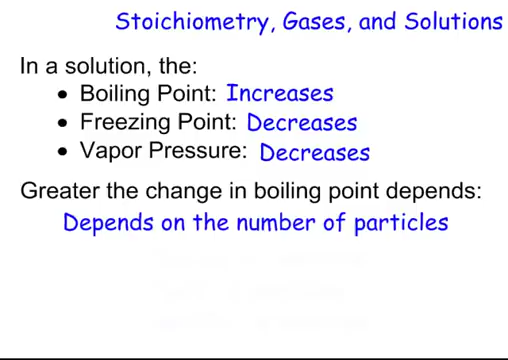 Stoichiometry, Gases, and Solutions
In a solution, the:
• Boiling Point: Increases
• Freezing Point: Decreases
• Vapor Pressure: Decreases
Greater the change in boiling point depends:
Depends on the number of particles